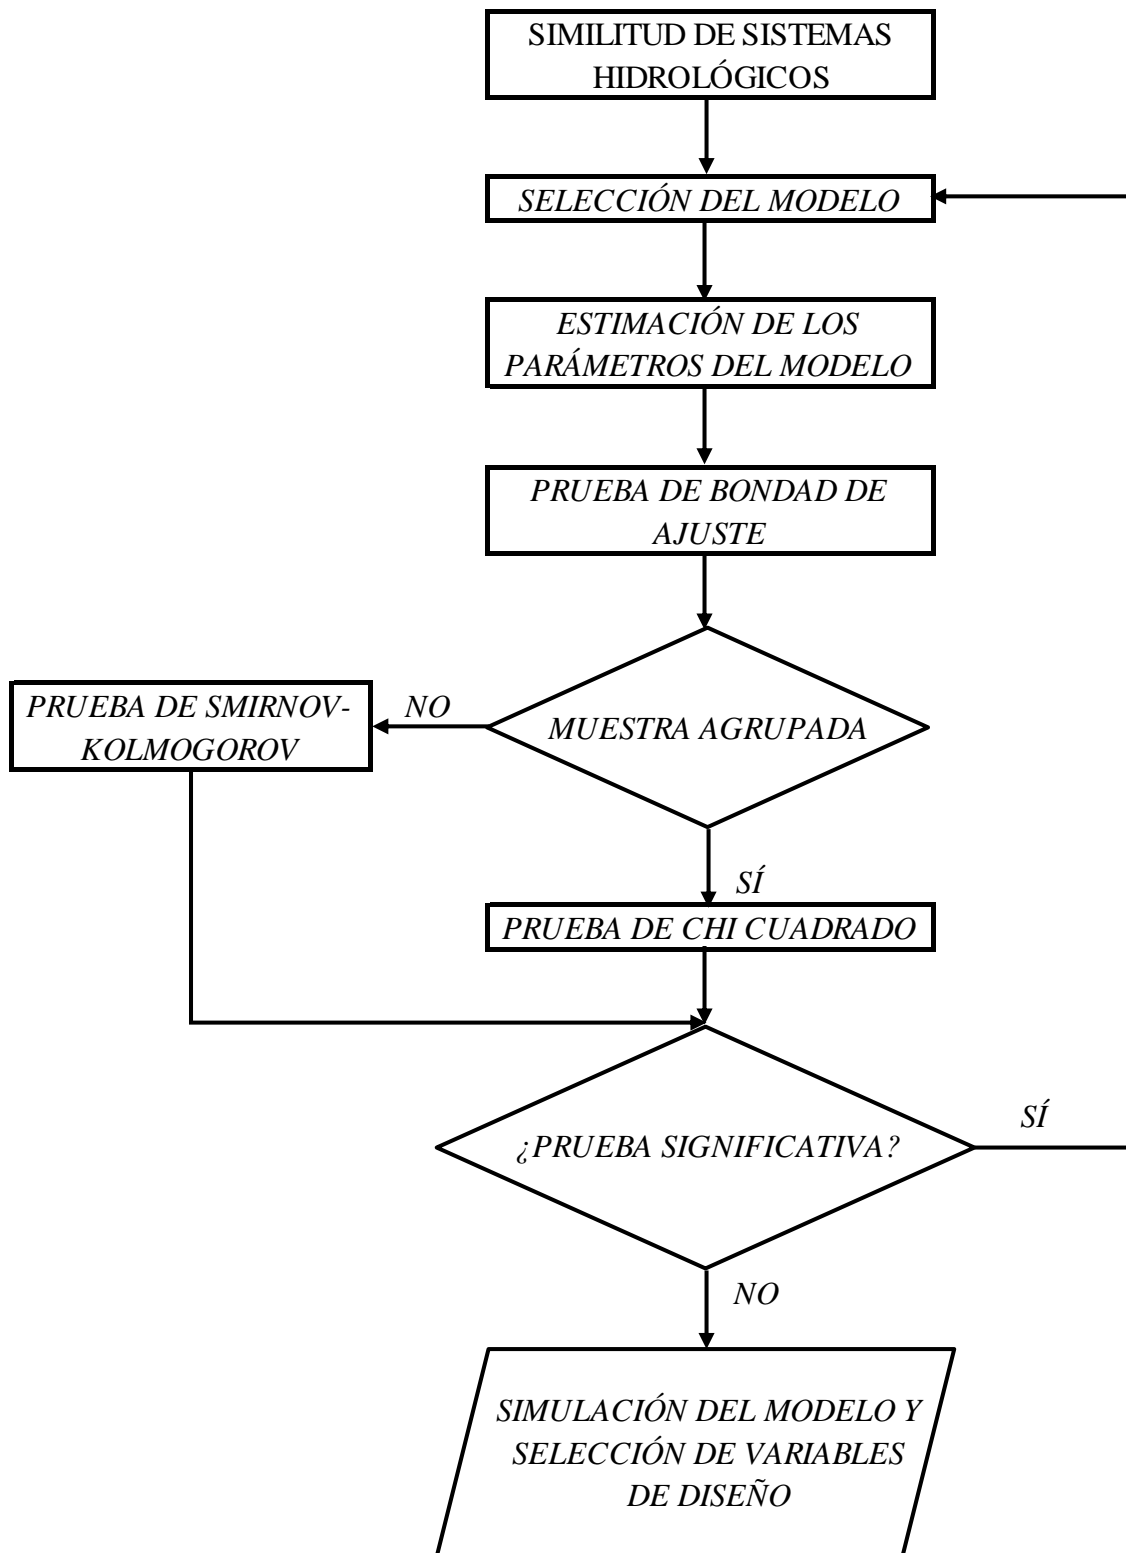 SIMILITUD DE SISTEMAS
HIDROLÓGICOS
SELECCIÓN DEL MODELO
ESTIMACIÓN DE LOS
PARÁMETROS DEL MODELO
PRUEBA DE BONDAD DE
AJUSTE
PRUEBA DE SMIRNOV-
KOLMOGOROV
NO
MUESTRA AGRUPADA
SÍ
PRUEBA DE CHI CUADRADO
¿PRUEBA SIGNIFICATIVA?
SÍ
NO
SIMULACIÓN DEL MODELO Y
SELECCIÓN DE VARIABLES
DE DISEÑO